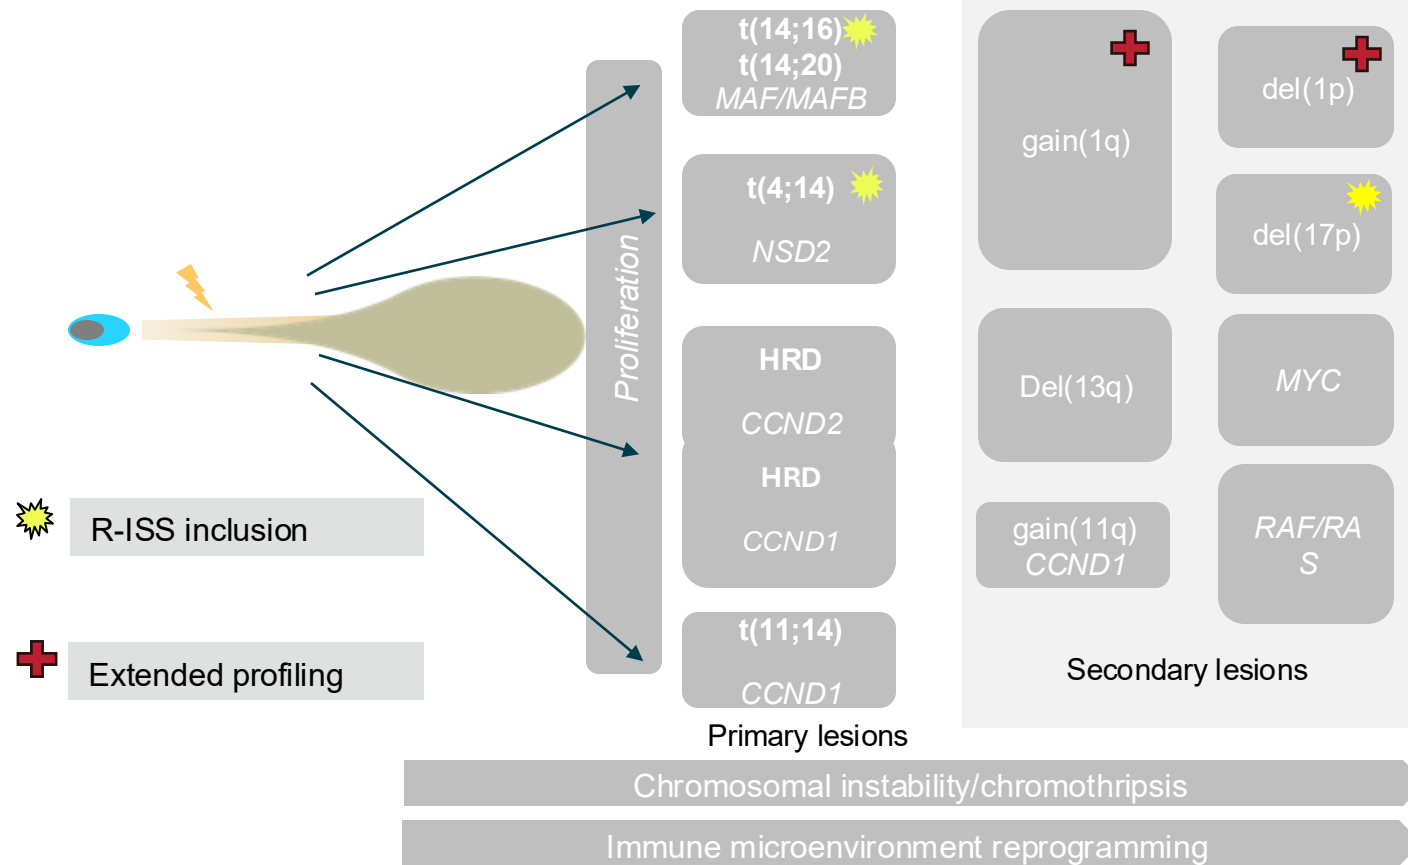 t(14;16)
t(14;20)
MAF/MAFB
t(4;14)
NSD2
Proliferation
HRD
CCND2
HRD
CCND1
t(11;14)
CCND1
Primary lesions
gain(1q)
del(1p)
del(17p)
Del(13q)
MYC
gain(11q)
CCND1
RAF/RA
S
Secondary lesions
R-ISS inclusion
Extended profiling
Chromosomal instability/chromothripsis
Immune microenvironment reprogramming